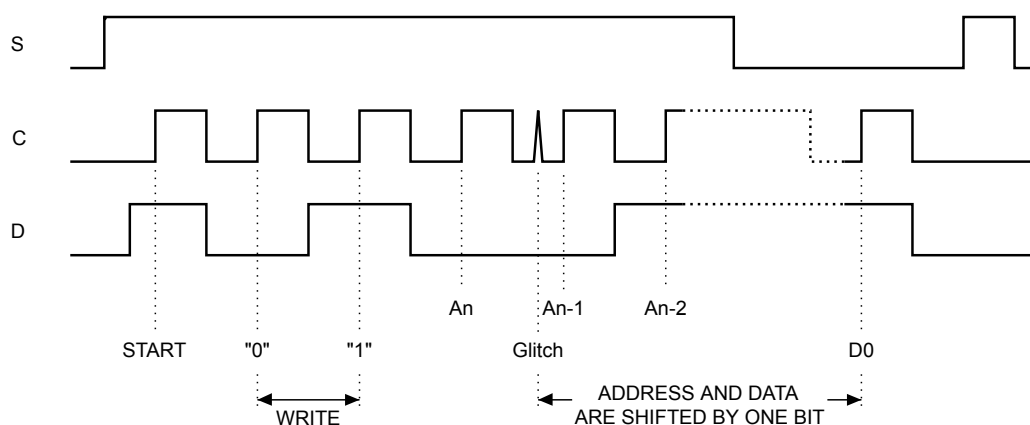 S
C
D
An An-1 An-2
START "0" "1" Glitch D0
WRITE
ADDRESS AND DATA
ARE SHIFTED BY ONE BIT